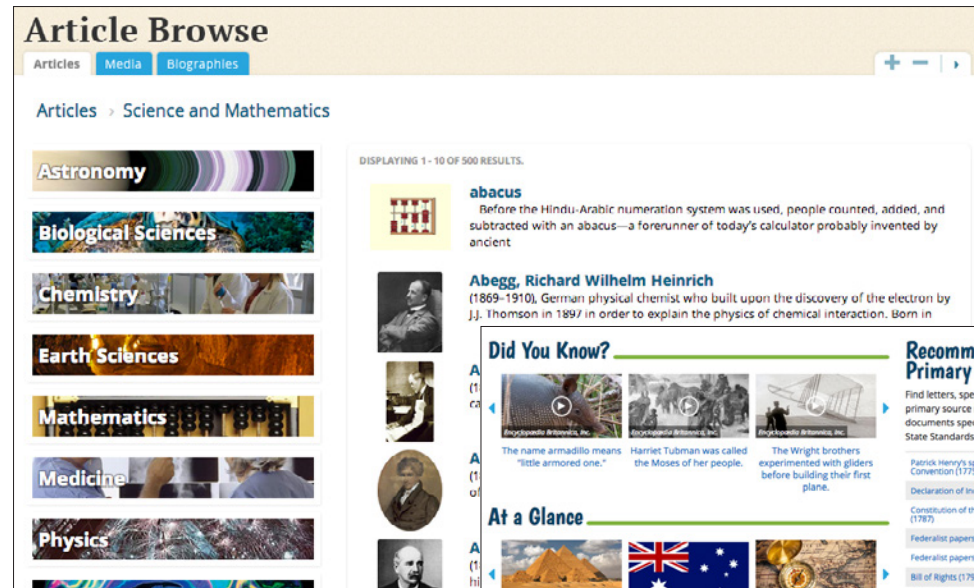 Article Browse
Articles
Media
Biographies
Articles › Science and Mathematics
Astronomy
Biological Sciences
Chemistry
Earth Sciences
Mathematics
Medicine
Physics
DISPLAYING 1 - 10 OF 500 RESULTS.
abacus
Before the Hindu-Arabic numeration system was used, people counted, added, and
subtracted with an abacus—a forerunner of today's calculator probably invented by
ancient
Abegg, Richard Wilhelm Heinrich
(1869–1910), German physical chemist who built upon the discovery of the electron by
J.J. Thomson in 1897 in order to explain the physics of chemical interaction. Born in
Did You Know?
Encyclopædia Britannica, Inc.
Encyclopædia Britannica, Inc.
Encyclopædia Britannica, Inc.
The name armadillo means
"little armored one."
Harriet Tubman was called
the Moses of her people.
The Wright brothers
experimented with gliders
before building their first
plane.
At a Glance
Primary
Find letters,
primary source
documents
State Standards
Patrick Henry's
Convention
Declaration of
Constitution of
(1787)
Federalist papers
Federalist papers
Bill of Rights